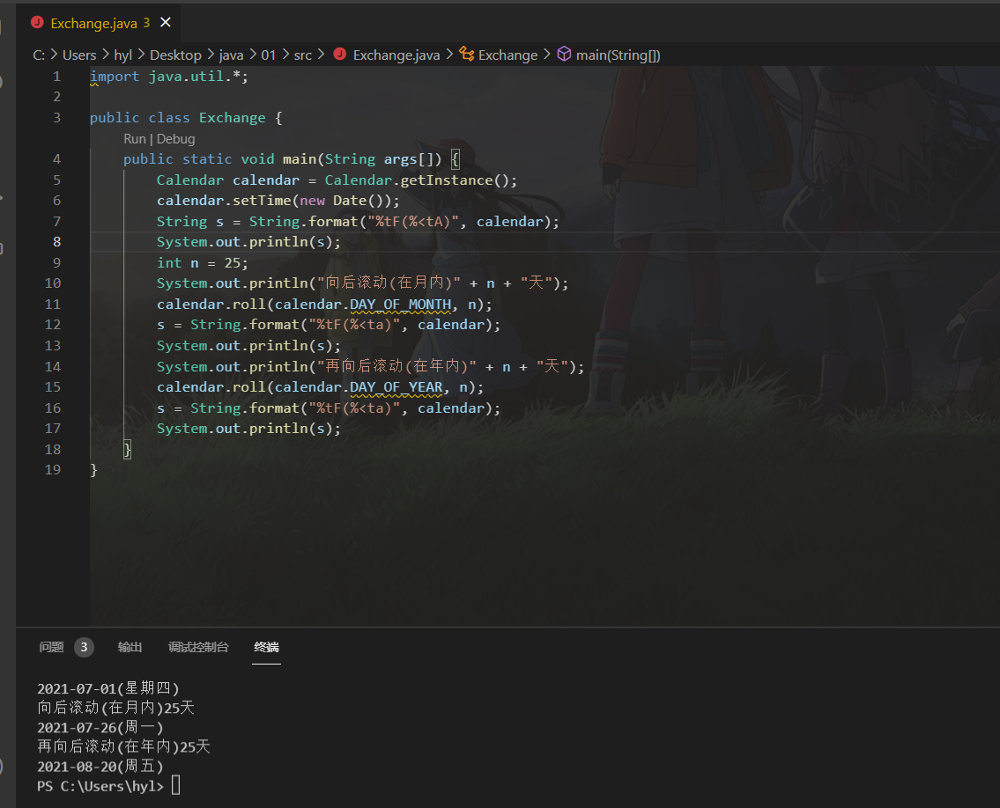 Exchange.java 3 ×
C: > Users > hyl > Desktop > java > 01 > src > Exchange.java > Exchange > main(String[])
1 import java.util.*;
2
3 public class Exchange {
Run | Debug
4 public static void main(String args[]) {
5 Calendar calendar = Calendar.getInstance();
6 calendar.setTime(new Date());
7 String s = String.format("%tF(%<tA)", calendar);
8 System.out.println(s);
9 int n = 25;
10 System.out.println("向后滚动(在月内)" + n + "天");
11 calendar.roll(calendar.DAY_OF_MONTH, n);
12 s = String.format("%tF(%<ta)", calendar);
13 System.out.println(s);
14 System.out.println("再向后滚动(在年内)" + n + "天");
15 calendar.roll(calendar.DAY_OF_YEAR, n);
16 s = String.format("%tF(%<ta)", calendar);
17 System.out.println(s);
18 }
19 }
问题 3 输出 调试控制台 终端
2021-07-01(星期四)
向后滚动(在月内)25天
2021-07-26(周一)
再向后滚动(在年内)25天
2021-08-20(周五)
PS C:\Users\hyl>